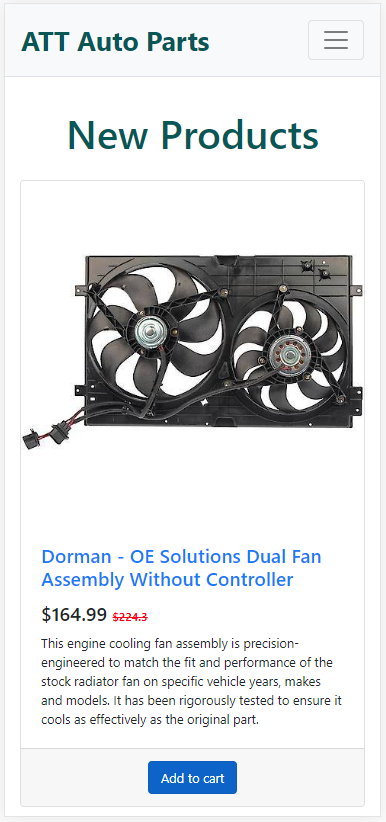 ATT Auto Parts
New Products
Dorman - OE Solutions Dual Fan
Assembly Without Controller
$164.99 $224.3
This engine cooling fan assembly is precision-
engineered to match the fit and performance of the
stock radiator fan on specific vehicle years, makes
and models. It has been rigorously tested to ensure it
cools as effectively as the original part.
Add to cart